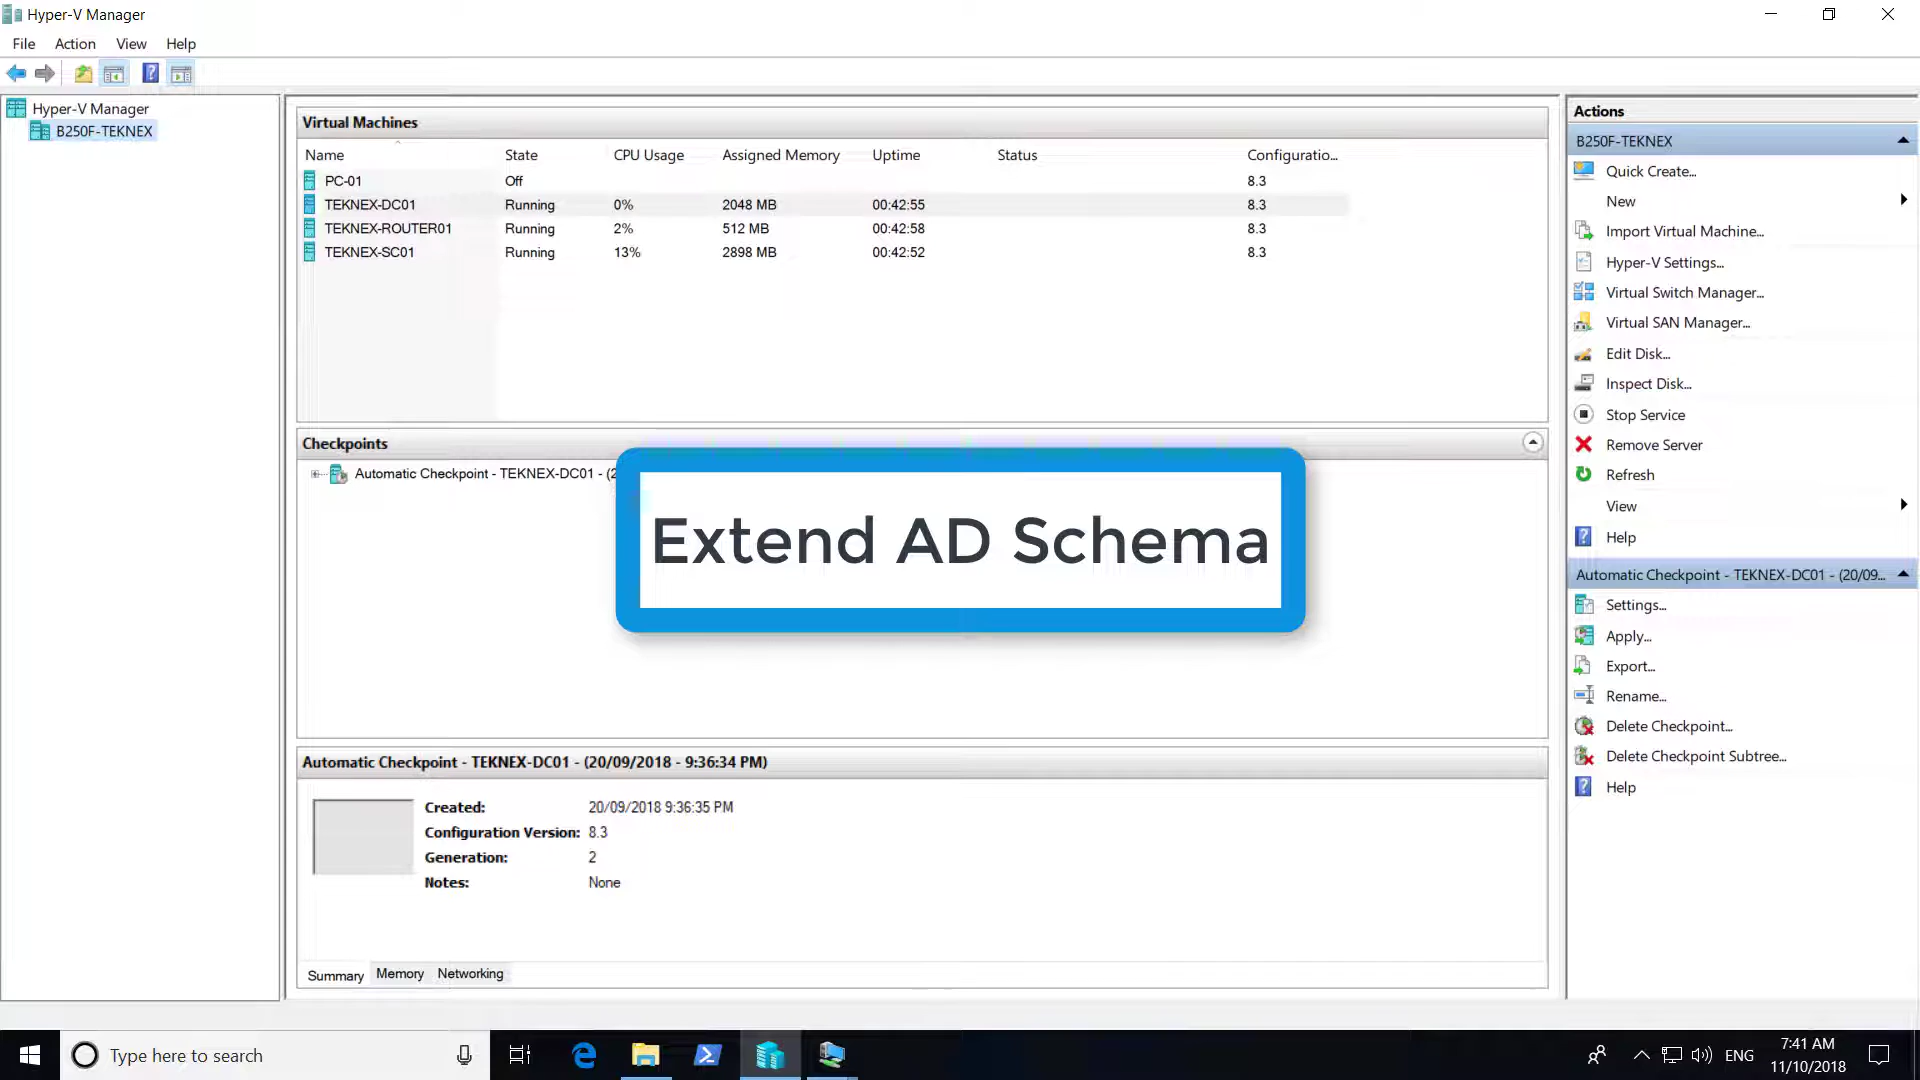 Hyper-V Manager
File Action View Help
Hyper-V Manager
B250F-TEKNEX
Virtual Machines
Name State CPU Usage Assigned Memory Uptime Status Configuratio...
PC-01 Off 8.3
TEKNEX-DC01 Running 0% 2048 MB 00:42:55 8.3
TEKNEX-ROUTER01 Running 2% 512 MB 00:42:58 8.3
TEKNEX-SC01 Running 13% 2898 MB 00:42:52 8.3
Checkpoints
Automatic Checkpoint - TEKNEX-DC01 - (2
Extend AD Schema
Automatic Checkpoint - TEKNEX-DC01 - (20/09/2018 - 9:36:34 PM)
Created: 20/09/2018 9:36:35 PM
Configuration Version: 8.3
Generation: 2
Notes: None
Summary Memory Networking
Actions
B250F-TEKNEX
Quick Create...
New
Import Virtual Machine...
Hyper-V Settings...
Virtual Switch Manager...
Virtual SAN Manager...
Edit Disk...
Inspect Disk...
Stop Service
Remove Server
Refresh
View
Help
Automatic Checkpoint - TEKNEX-DC01 - (20/09...
Settings...
Apply...
Export...
Rename...
Delete Checkpoint...
Delete Checkpoint Subtree...
Help
Type here to search
ENG
7:41 AM
11/10/2018